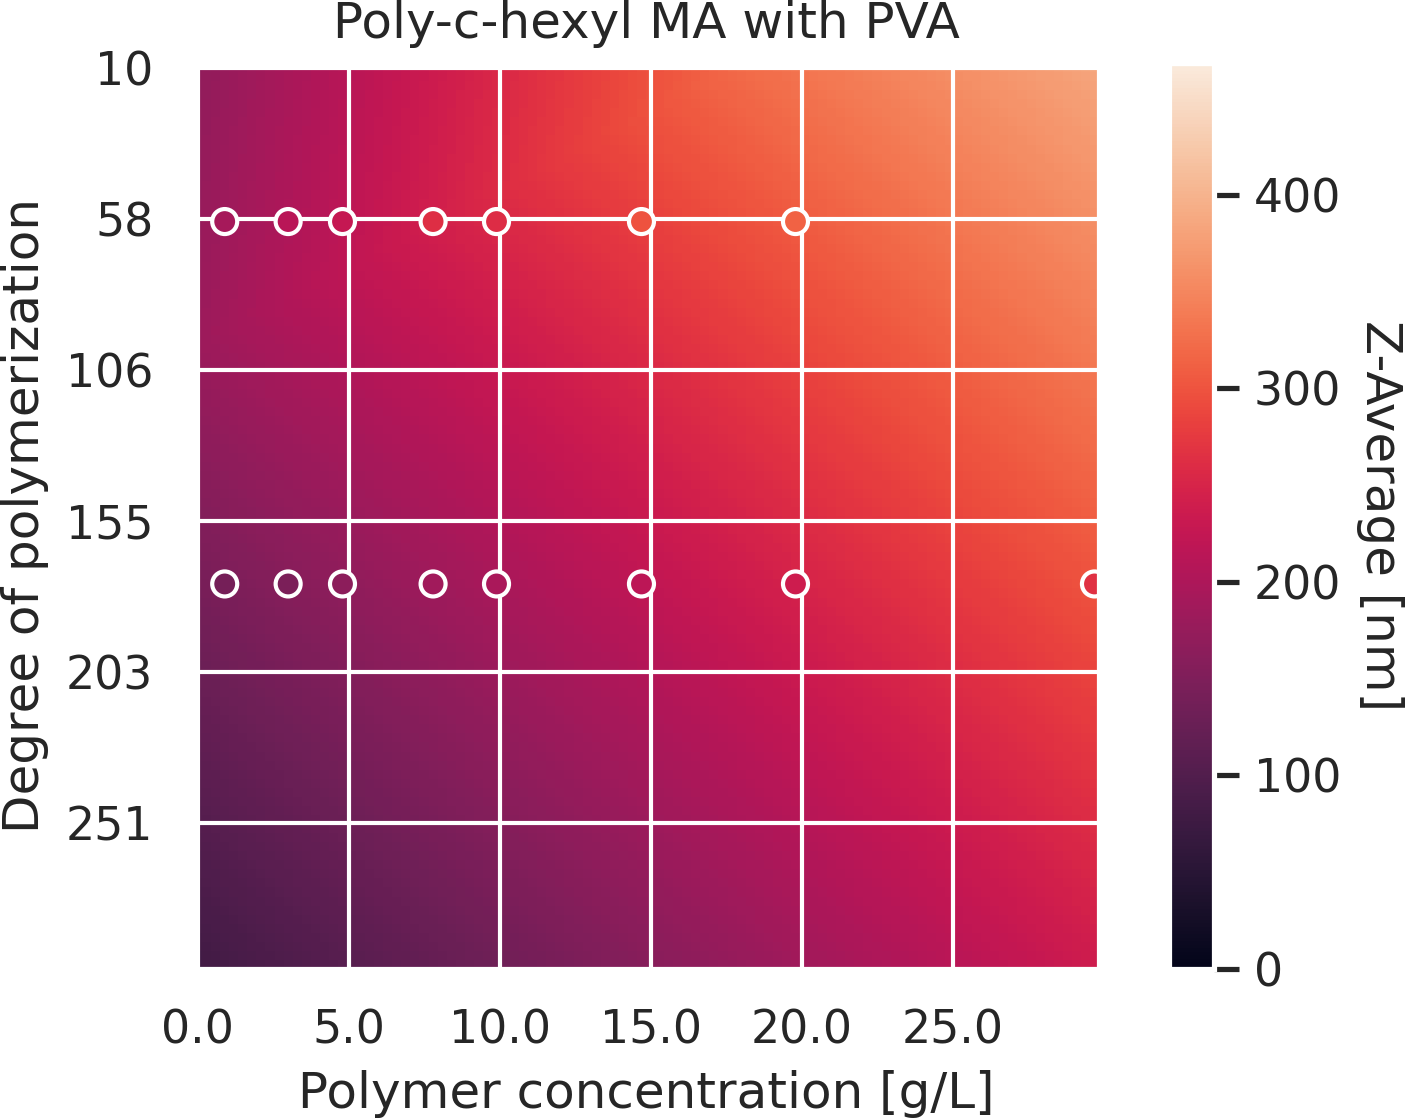 Poly-c-hexyl MA with PVA
10
58
106
155
203
251
Degree of polymerization
0.0 5.0 10.0 15.0 20.0 25.0
Polymer concentration [g/L]
400
300
200
100
0
Z-Average [nm]